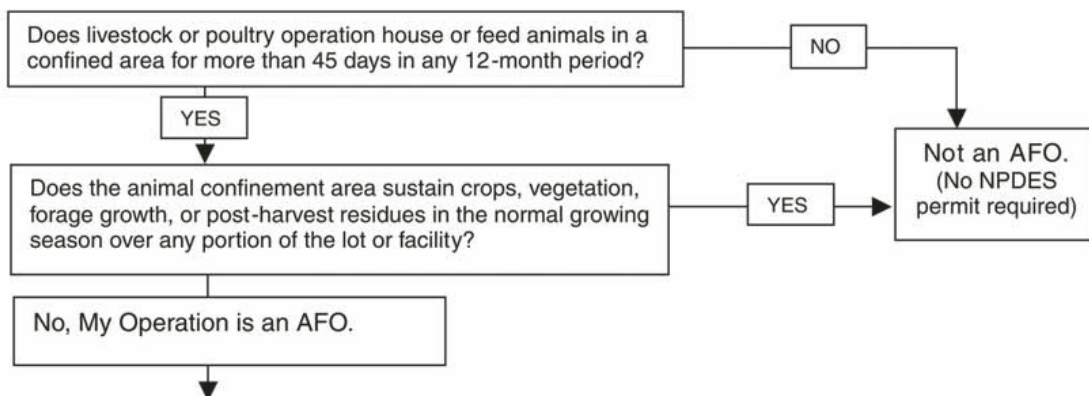 Does livestock or poultry operation house or feed animals in a
confined area for more than 45 days in any 12-month period?
NO
YES
Not an AFO.
(No NPDES
permit required)
Does the animal confinement area sustain crops, vegetation,
forage growth, or post-harvest residues in the normal growing
season over any portion of the lot or facility?
YES
No, My Operation is an AFO.